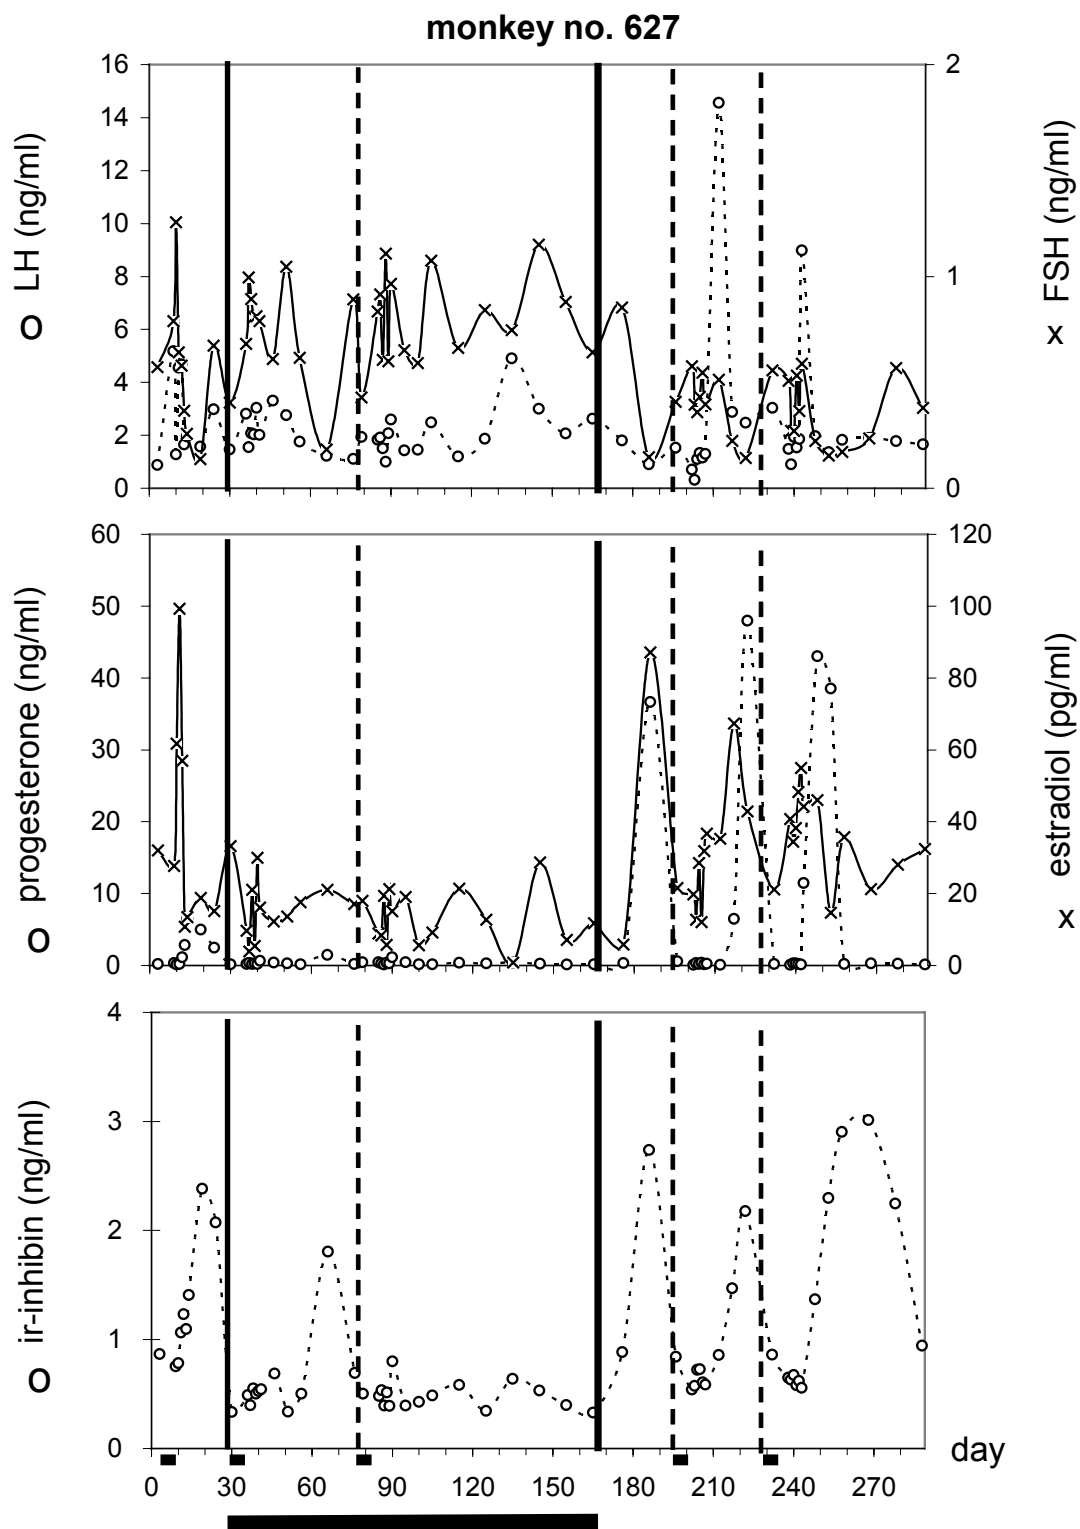 monkey no. 627
16 2
14
12
10
8 1
6
4
2
0 0
O LH (ng/ml)
x FSH (ng/ml)
60 120
50 100
40 80
30 60
20 40
10 20
0 0
O progesterone (ng/ml)
x estradiol (pg/ml)
4
3
2
1
0
O ir-inhibin (ng/ml)
day
0 30 60 90 120 150 180 210 240 270